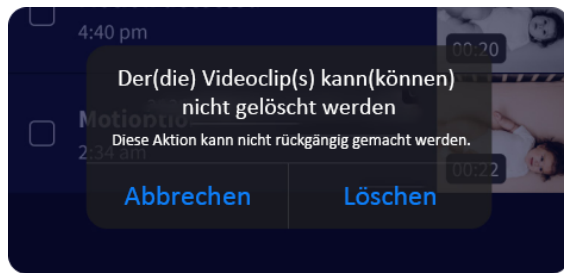 4:40 pm
00:20
Der(die) Videoclip(s) kann(können)
nicht gelöscht werden
Diese Aktion kann nicht rückgängig gemacht werden.
2:34 am
00:22
Abbrechen
Löschen